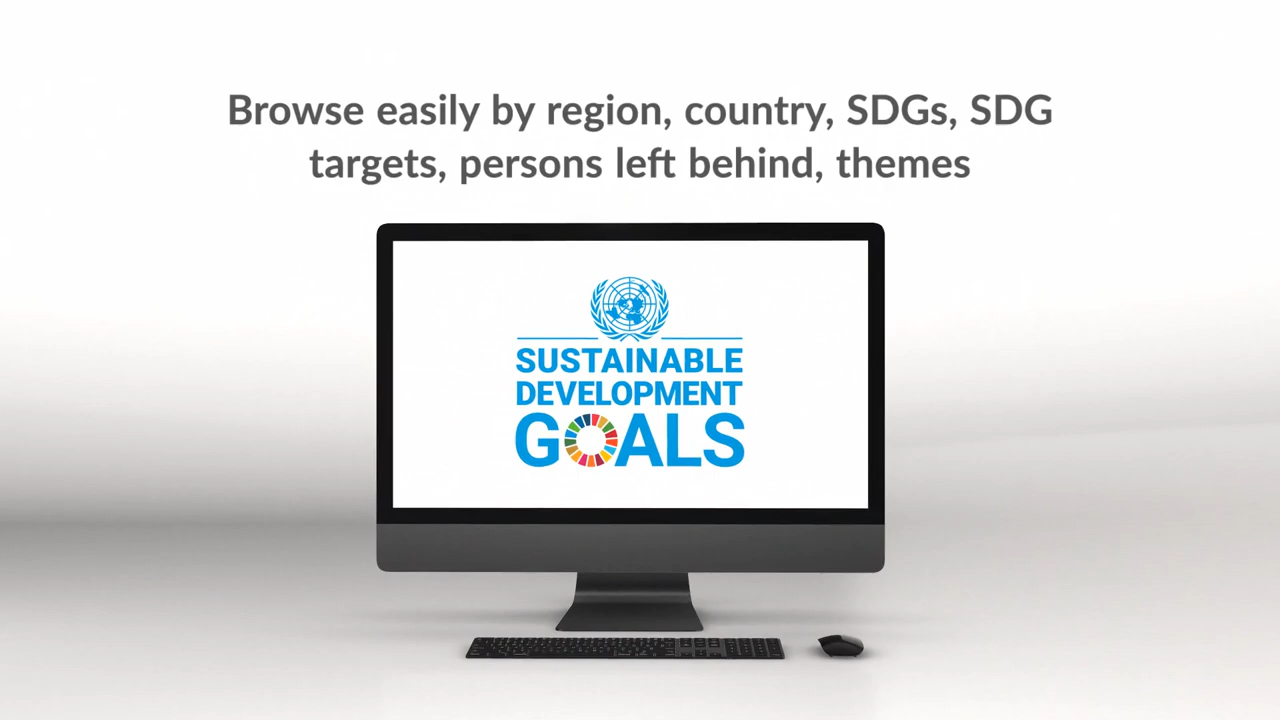 Browse easily by region, country, SDGs, SDG
targets, persons left behind, themes
SUSTAINABLE
DEVELOPMENT
GOALS